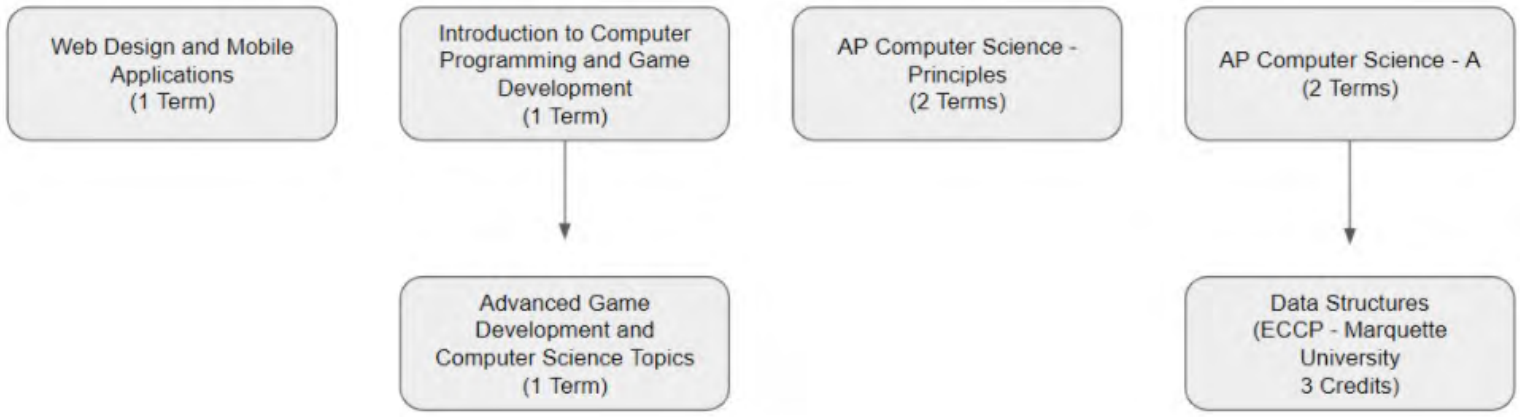 Web Design and Mobile
Applications
(1 Term)
Introduction to Computer
Programming and Game
Development
(1 Term)
AP Computer Science -
Principles
(2 Terms)
AP Computer Science - A
(2 Terms)
Advanced Game
Development and
Computer Science Topics
(1 Term)
Data Structures
(ECCP - Marquette
University
3 Credits)